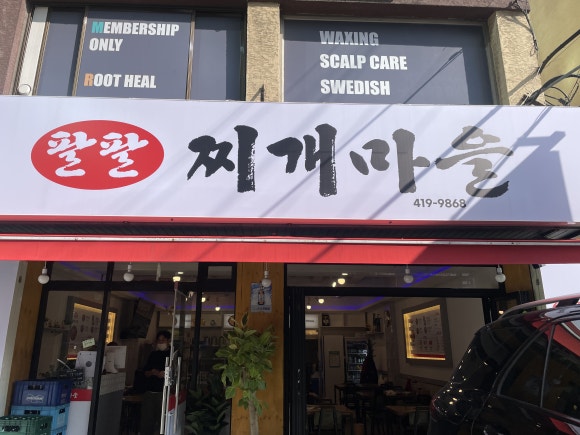 MEMBERSHIP
ONLY
ROOT HEAL
WAXING
SCALP CARE
SWEDISH
팔팔 찌개마을
419-9868